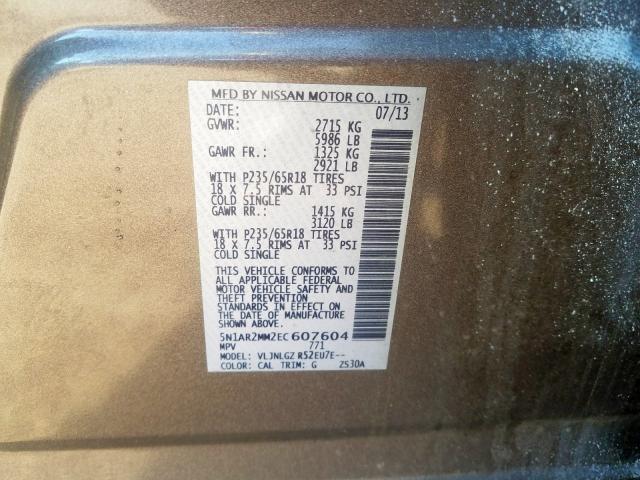 MFD BY NISSAN MOTOR CO., LTD.
DATE: 07/13
GVWR: 2715 KG
5986 LB
GAWR FR.: 1325 KG
2921 LB
WITH P235/65R18 TIRES
18 X 7.5 RIMS AT 33 PSI
COLD SINGLE
GAWR RR.: 1415 KG
3120 LB
WITH P235/65R18 TIRES
18 X 7.5 RIMS AT 33 PSI
COLD SINGLE
THIS VEHICLE CONFORMS TO
ALL APPLICABLE FEDERAL
MOTOR VEHICLE SAFETY AND
THEFT PREVENTION
STANDARDS IN EFFECT ON
THE DATE OF MANUFACTURE
SHOWN ABOVE.
5N1AR2MM2EC607604
MPV 771
MODEL: VLJNLGZ R52EU7E--
COLOR: CAL TRIM: G 2S30A